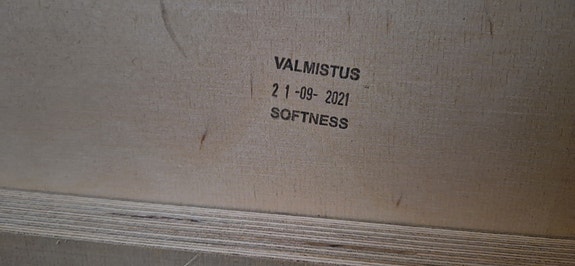 VALMISTUS
2 1 -09- 2021
SOFTNESS